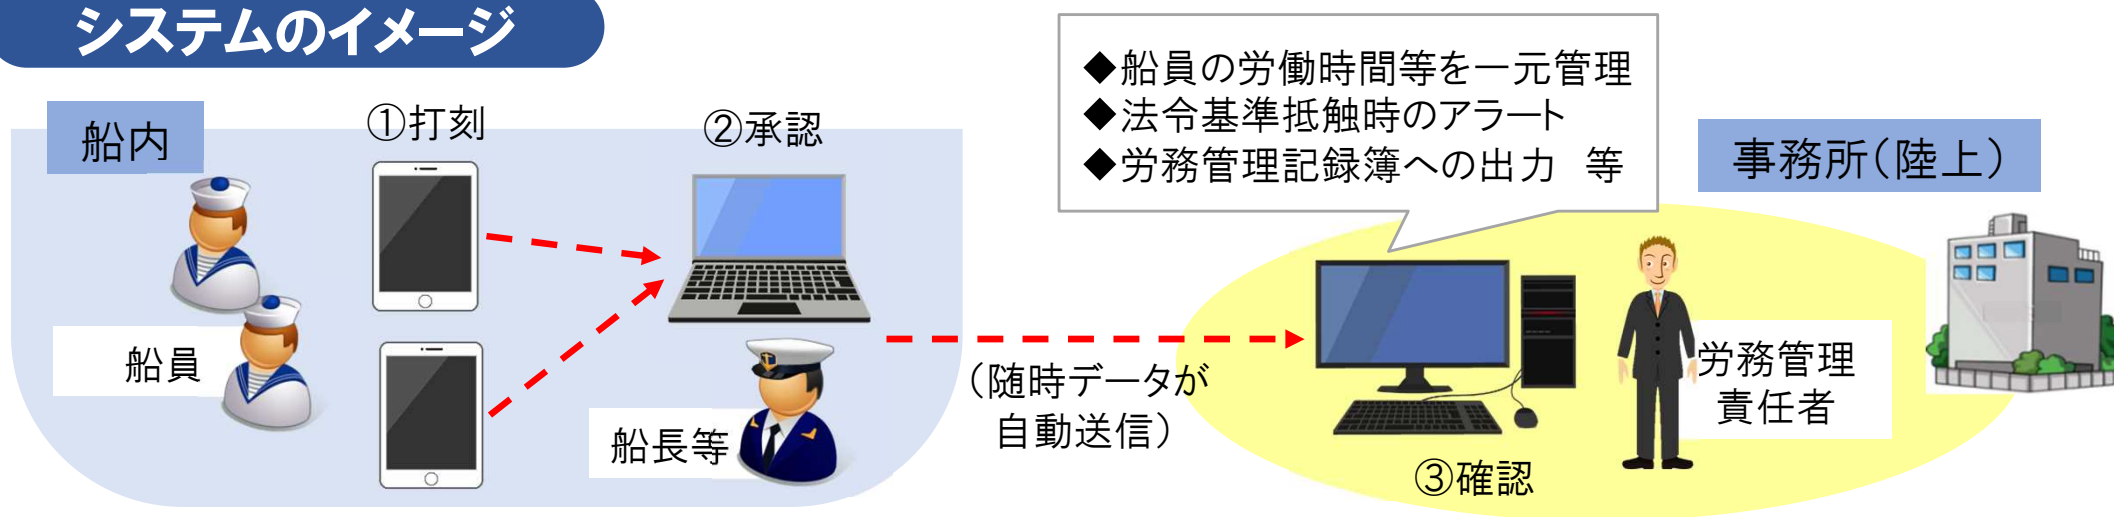 システムのイメージ
船内
①打刻
②承認
船員
船長等
(随時データが
自動送信)
◆船員の労働時間等を一元管理
◆法令基準抵触時のアラート
◆労務管理記録簿への出力　等
事務所(陸上)
労務管理
責任者
③確認